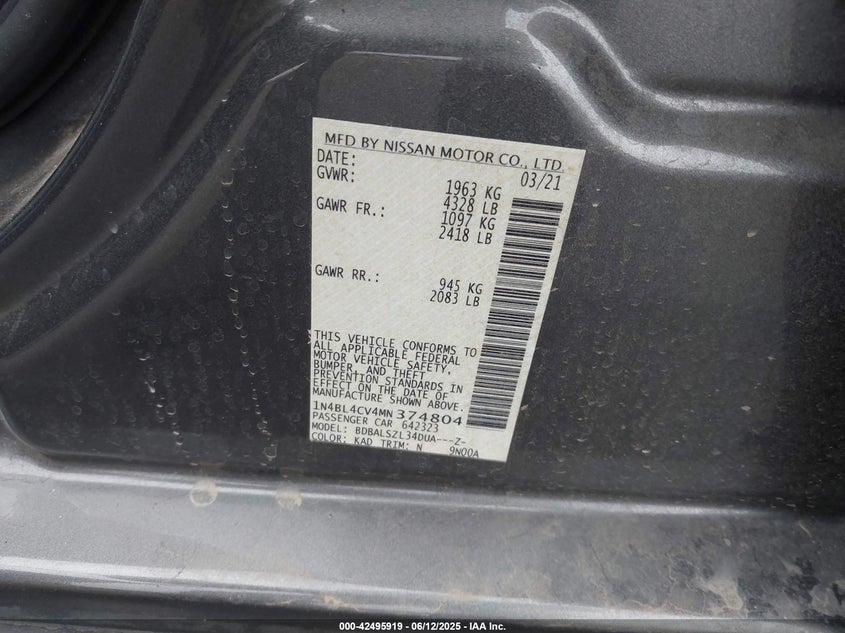 MFD BY NISSAN MOTOR CO., LTD.
DATE: 03/21
GVWR: 1963 KG
4328 LB
GAWR FR.: 1097 KG
2418 LB
GAWR RR.: 945 KG
2083 LB
THIS VEHICLE CONFORMS TO
ALL APPLICABLE FEDERAL
MOTOR VEHICLE SAFETY,
BUMPER, AND THEFT
PREVENTION STANDARDS IN
EFFECT ON THE DATE OF
MANUFACTURE SHOWN ABOVE.
1N4BL4CV4MN374804
PASSENGER CAR 642323
MODEL: BDBALSZL34DUA---Z-
COLOR: KAD TRIM: N 9N00A
000-42495919 - 06/12/2025 - IAA Inc.